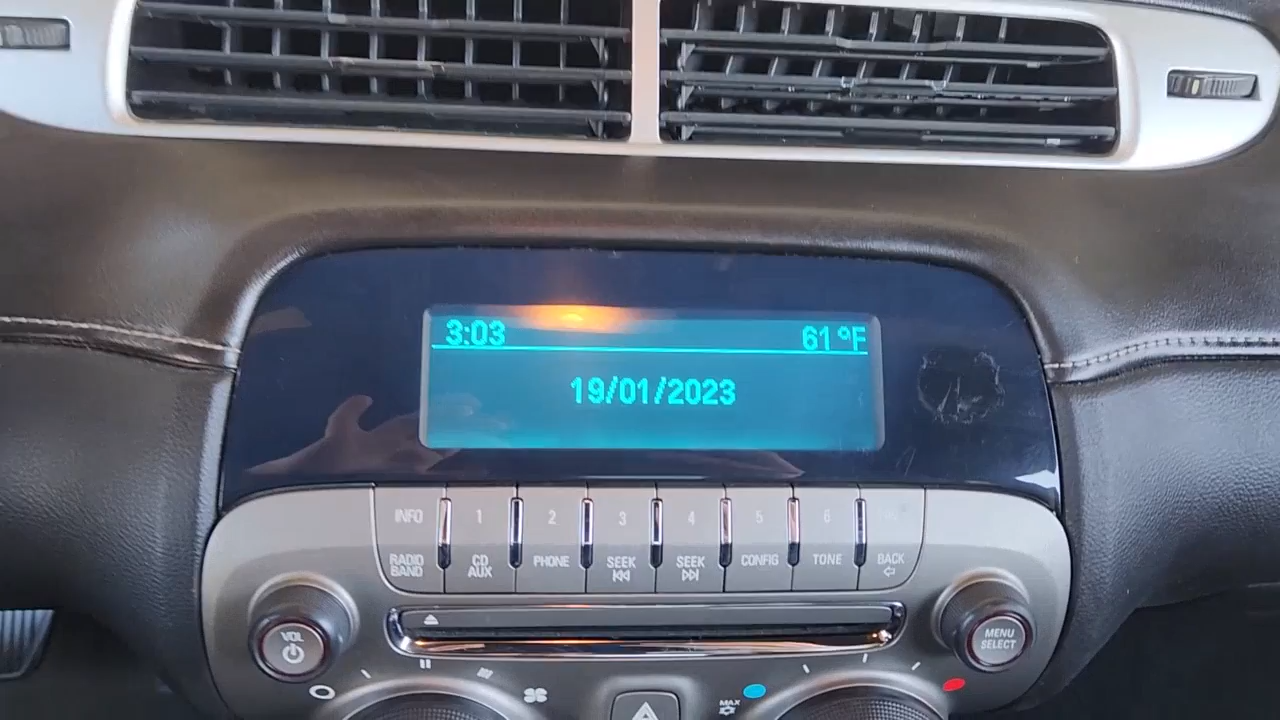 3:03 61°F
19/01/2023
INFO 1 2 3 4 5 6
RADIO BAND CD AUX PHONE SEEK SEEK CONFIG TONE BACK
VOL
MENU SELECT
MAX